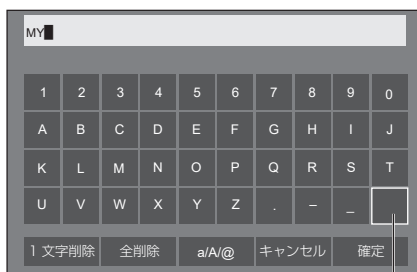 MY
1 2 3 4 5 6 7 8 9 0
A B C D E F G H I J
K L M N O P Q R S T
U V W X Y Z . – _
1 文字削除 全削除 a/A/@ キャンセル 確定